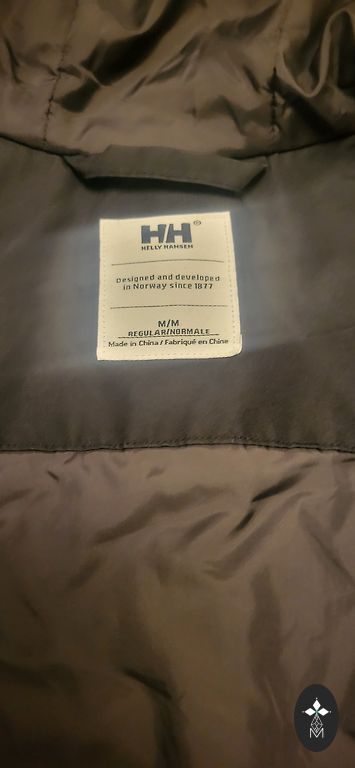 HH®
HELLY HANSEN
Designed and developed
in Norway since 1877
M/M
REGULAR/NORMALE
Made in China / Fabriqué en Chine
M